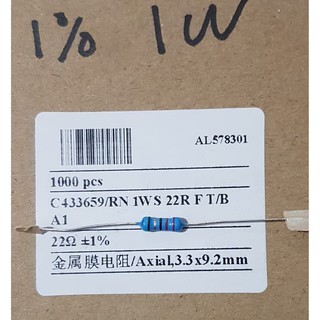 1% 1W
AL578301
1000 pcs
C433659/RN 1WS 22R F T/B
A1
22Ω ±1%
金属膜电阻/Axial,3.3x9.2mm